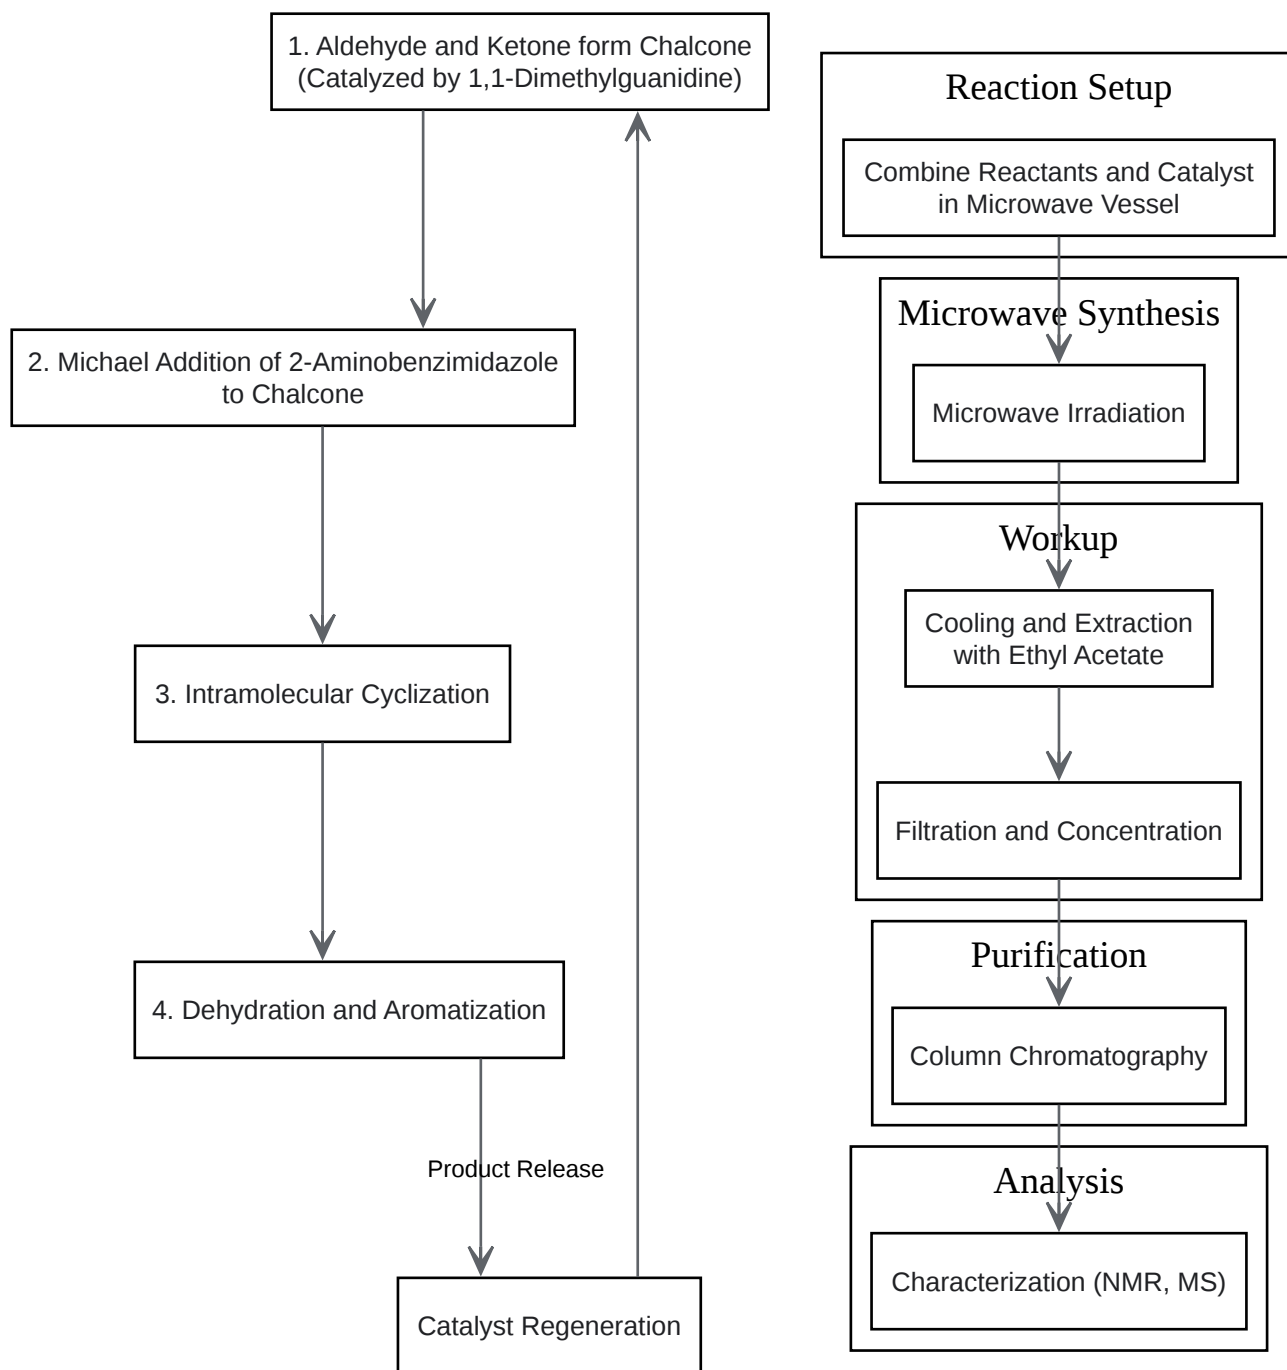 1. Aldehyde and Ketone form Chalcone
(Catalyzed by 1,1-Dimethylguanidine)
2. Michael Addition of 2-Aminobenzimidazole
to Chalcone
3. Intramolecular Cyclization
4. Dehydration and Aromatization
Product Release
Catalyst Regeneration
Reaction Setup
Combine Reactants and Catalyst
in Microwave Vessel
Microwave Synthesis
Microwave Irradiation
Workup
Cooling and Extraction
with Ethyl Acetate
Filtration and Concentration
Purification
Column Chromatography
Analysis
Characterization (NMR, MS)